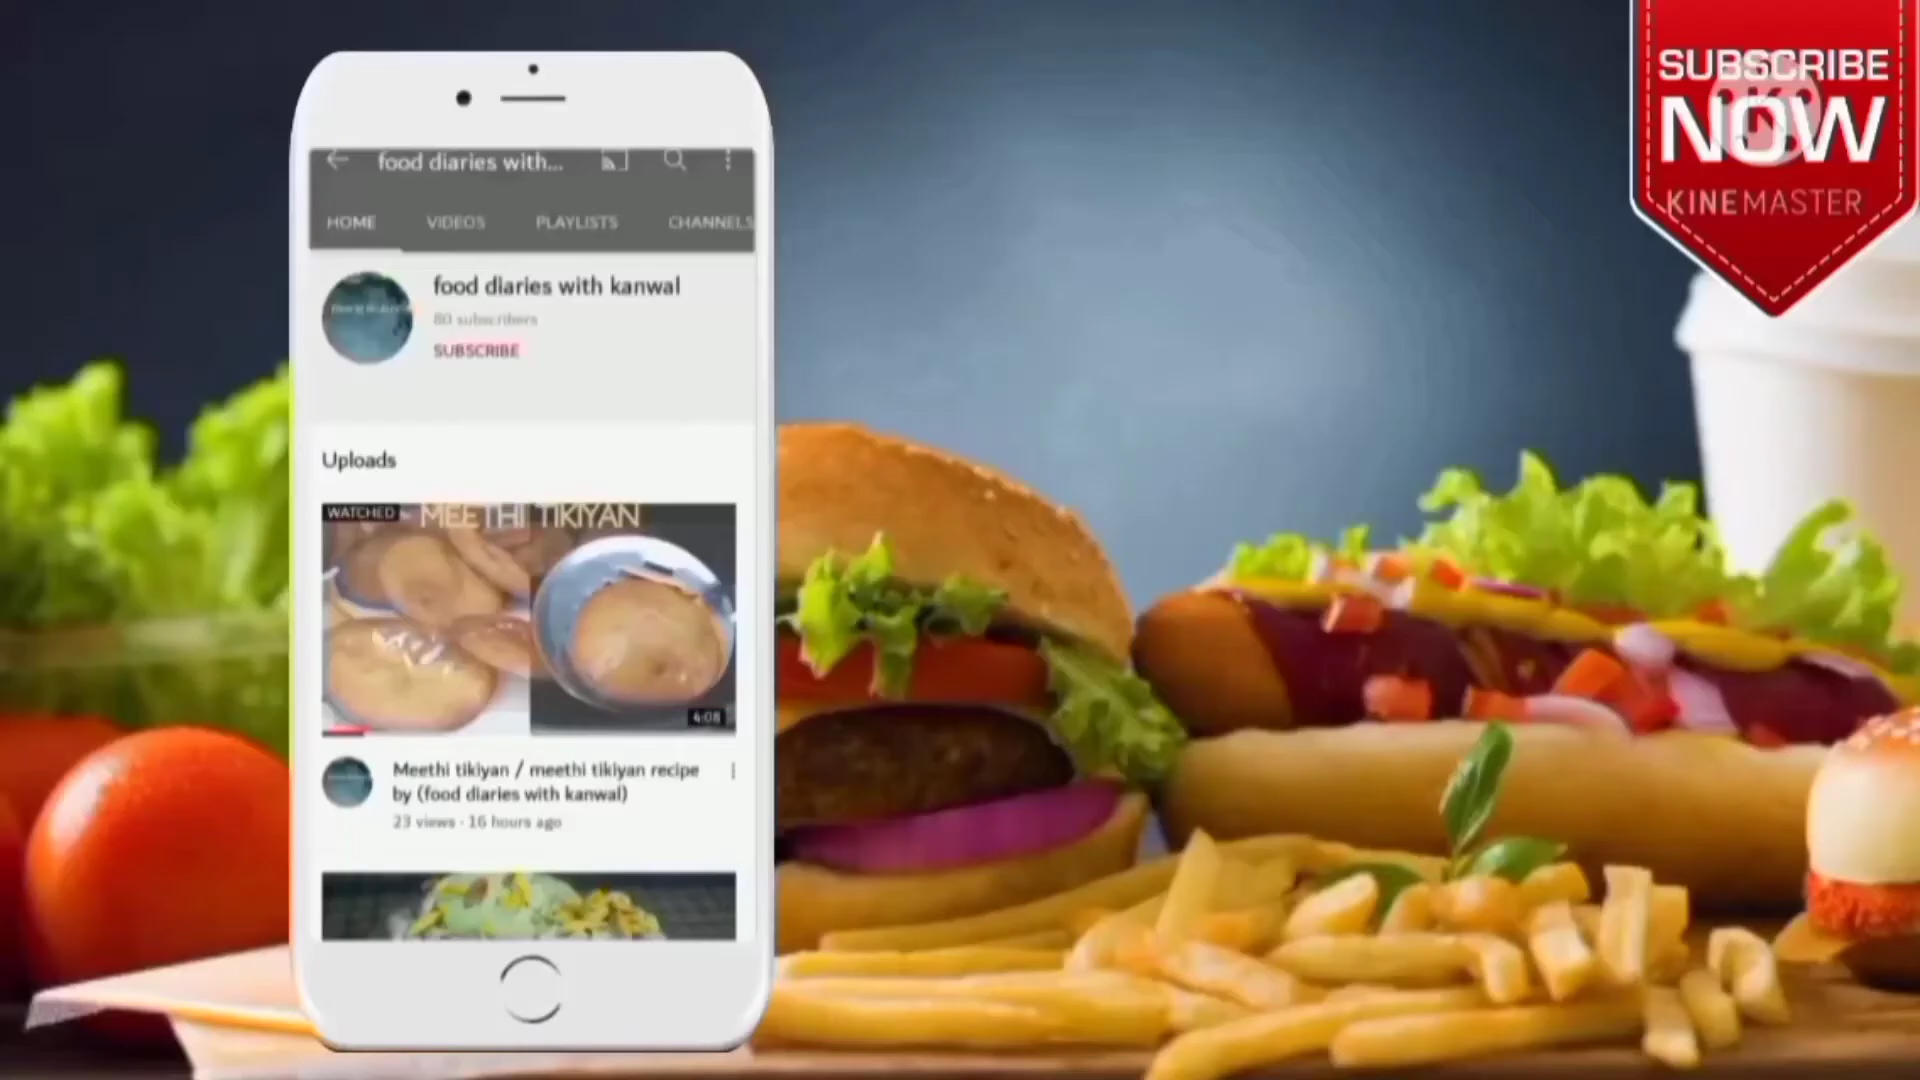 food diaries with...
HOME VIDEOS PLAYLISTS CHANNELS
food diaries with kanwal
80 subscribers
SUBSCRIBE
Uploads
WATCHED
MEETHI TIKIYAN
4:08
Meethi tikiyan / meethi tikiyan recipe
by (food diaries with kanwal)
23 views · 16 hours ago
SUBSCRIBE
NOW
KINEMASTER